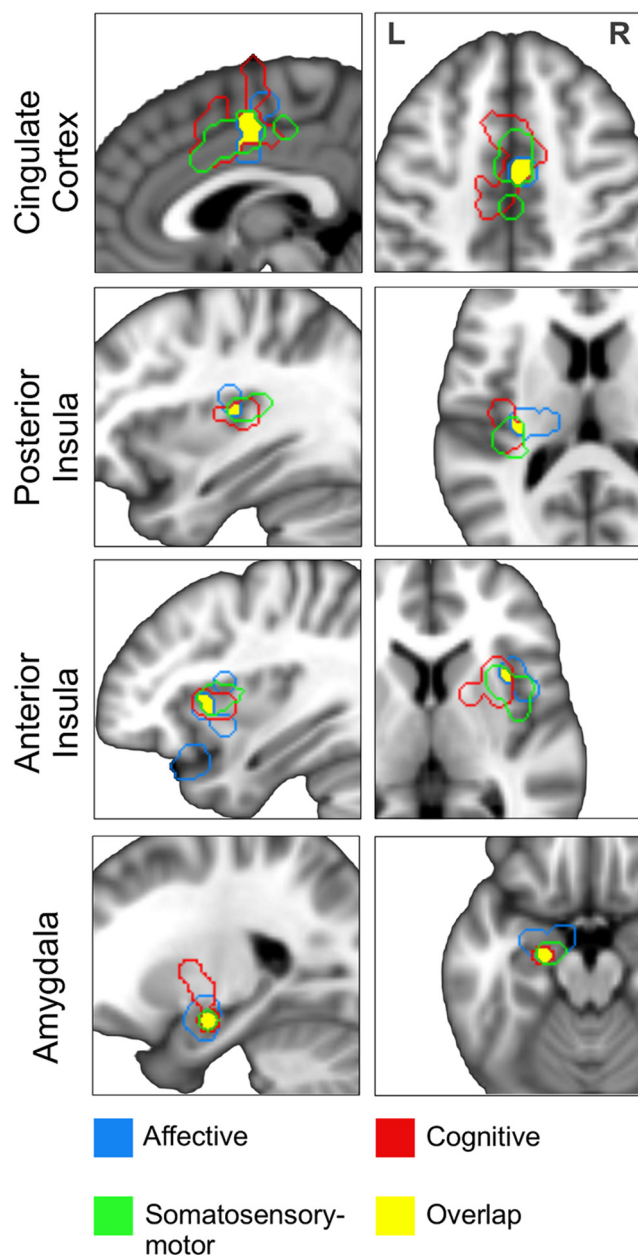 L
R
Cingulate
Cortex
Posterior
Insula
Anterior
Insula
Amygdala
Affective
Cognitive
Somatosensory-
motor
Overlap